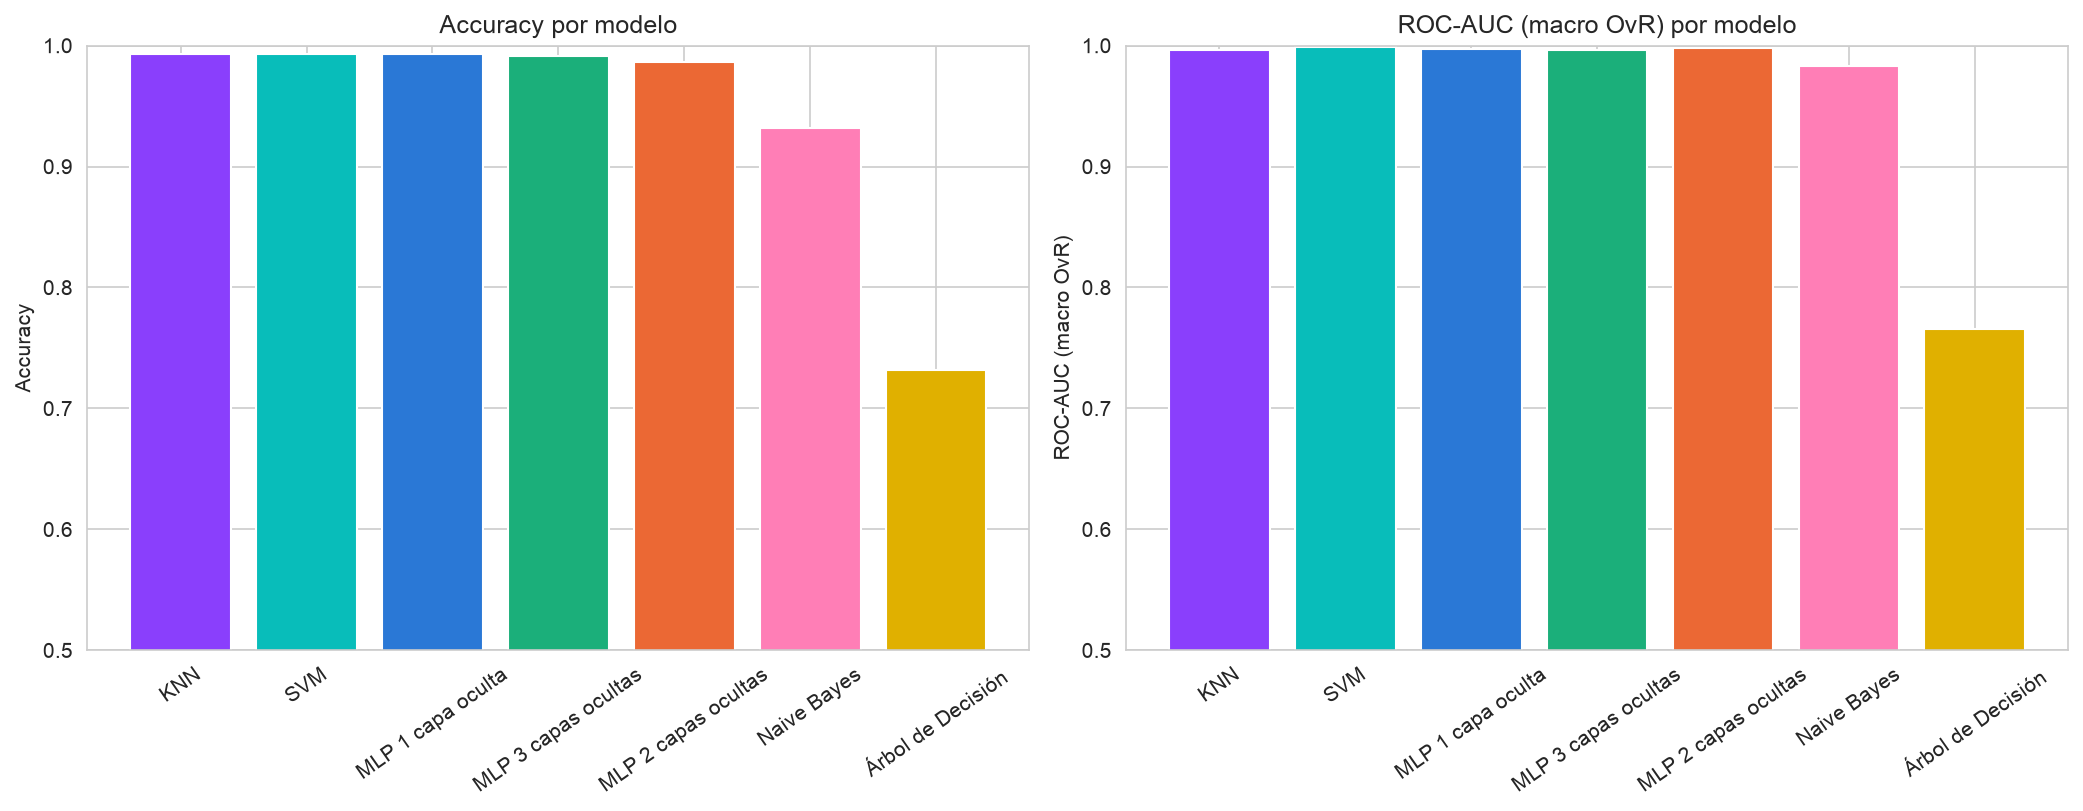 Accuracy por modelo
1.0
0.9
0.8
0.7
0.6
0.5
Accuracy
KNN
SVM
MLP 1 capa oculta
MLP 3 capas ocultas
MLP 2 capas ocultas
Naive Bayes
Árbol de Decisión
ROC-AUC (macro OvR) por modelo
1.0
0.9
0.8
0.7
0.6
0.5
ROC-AUC (macro OvR)
KNN
SVM
MLP 1 capa oculta
MLP 3 capas ocultas
MLP 2 capas ocultas
Naive Bayes
Árbol de Decisión